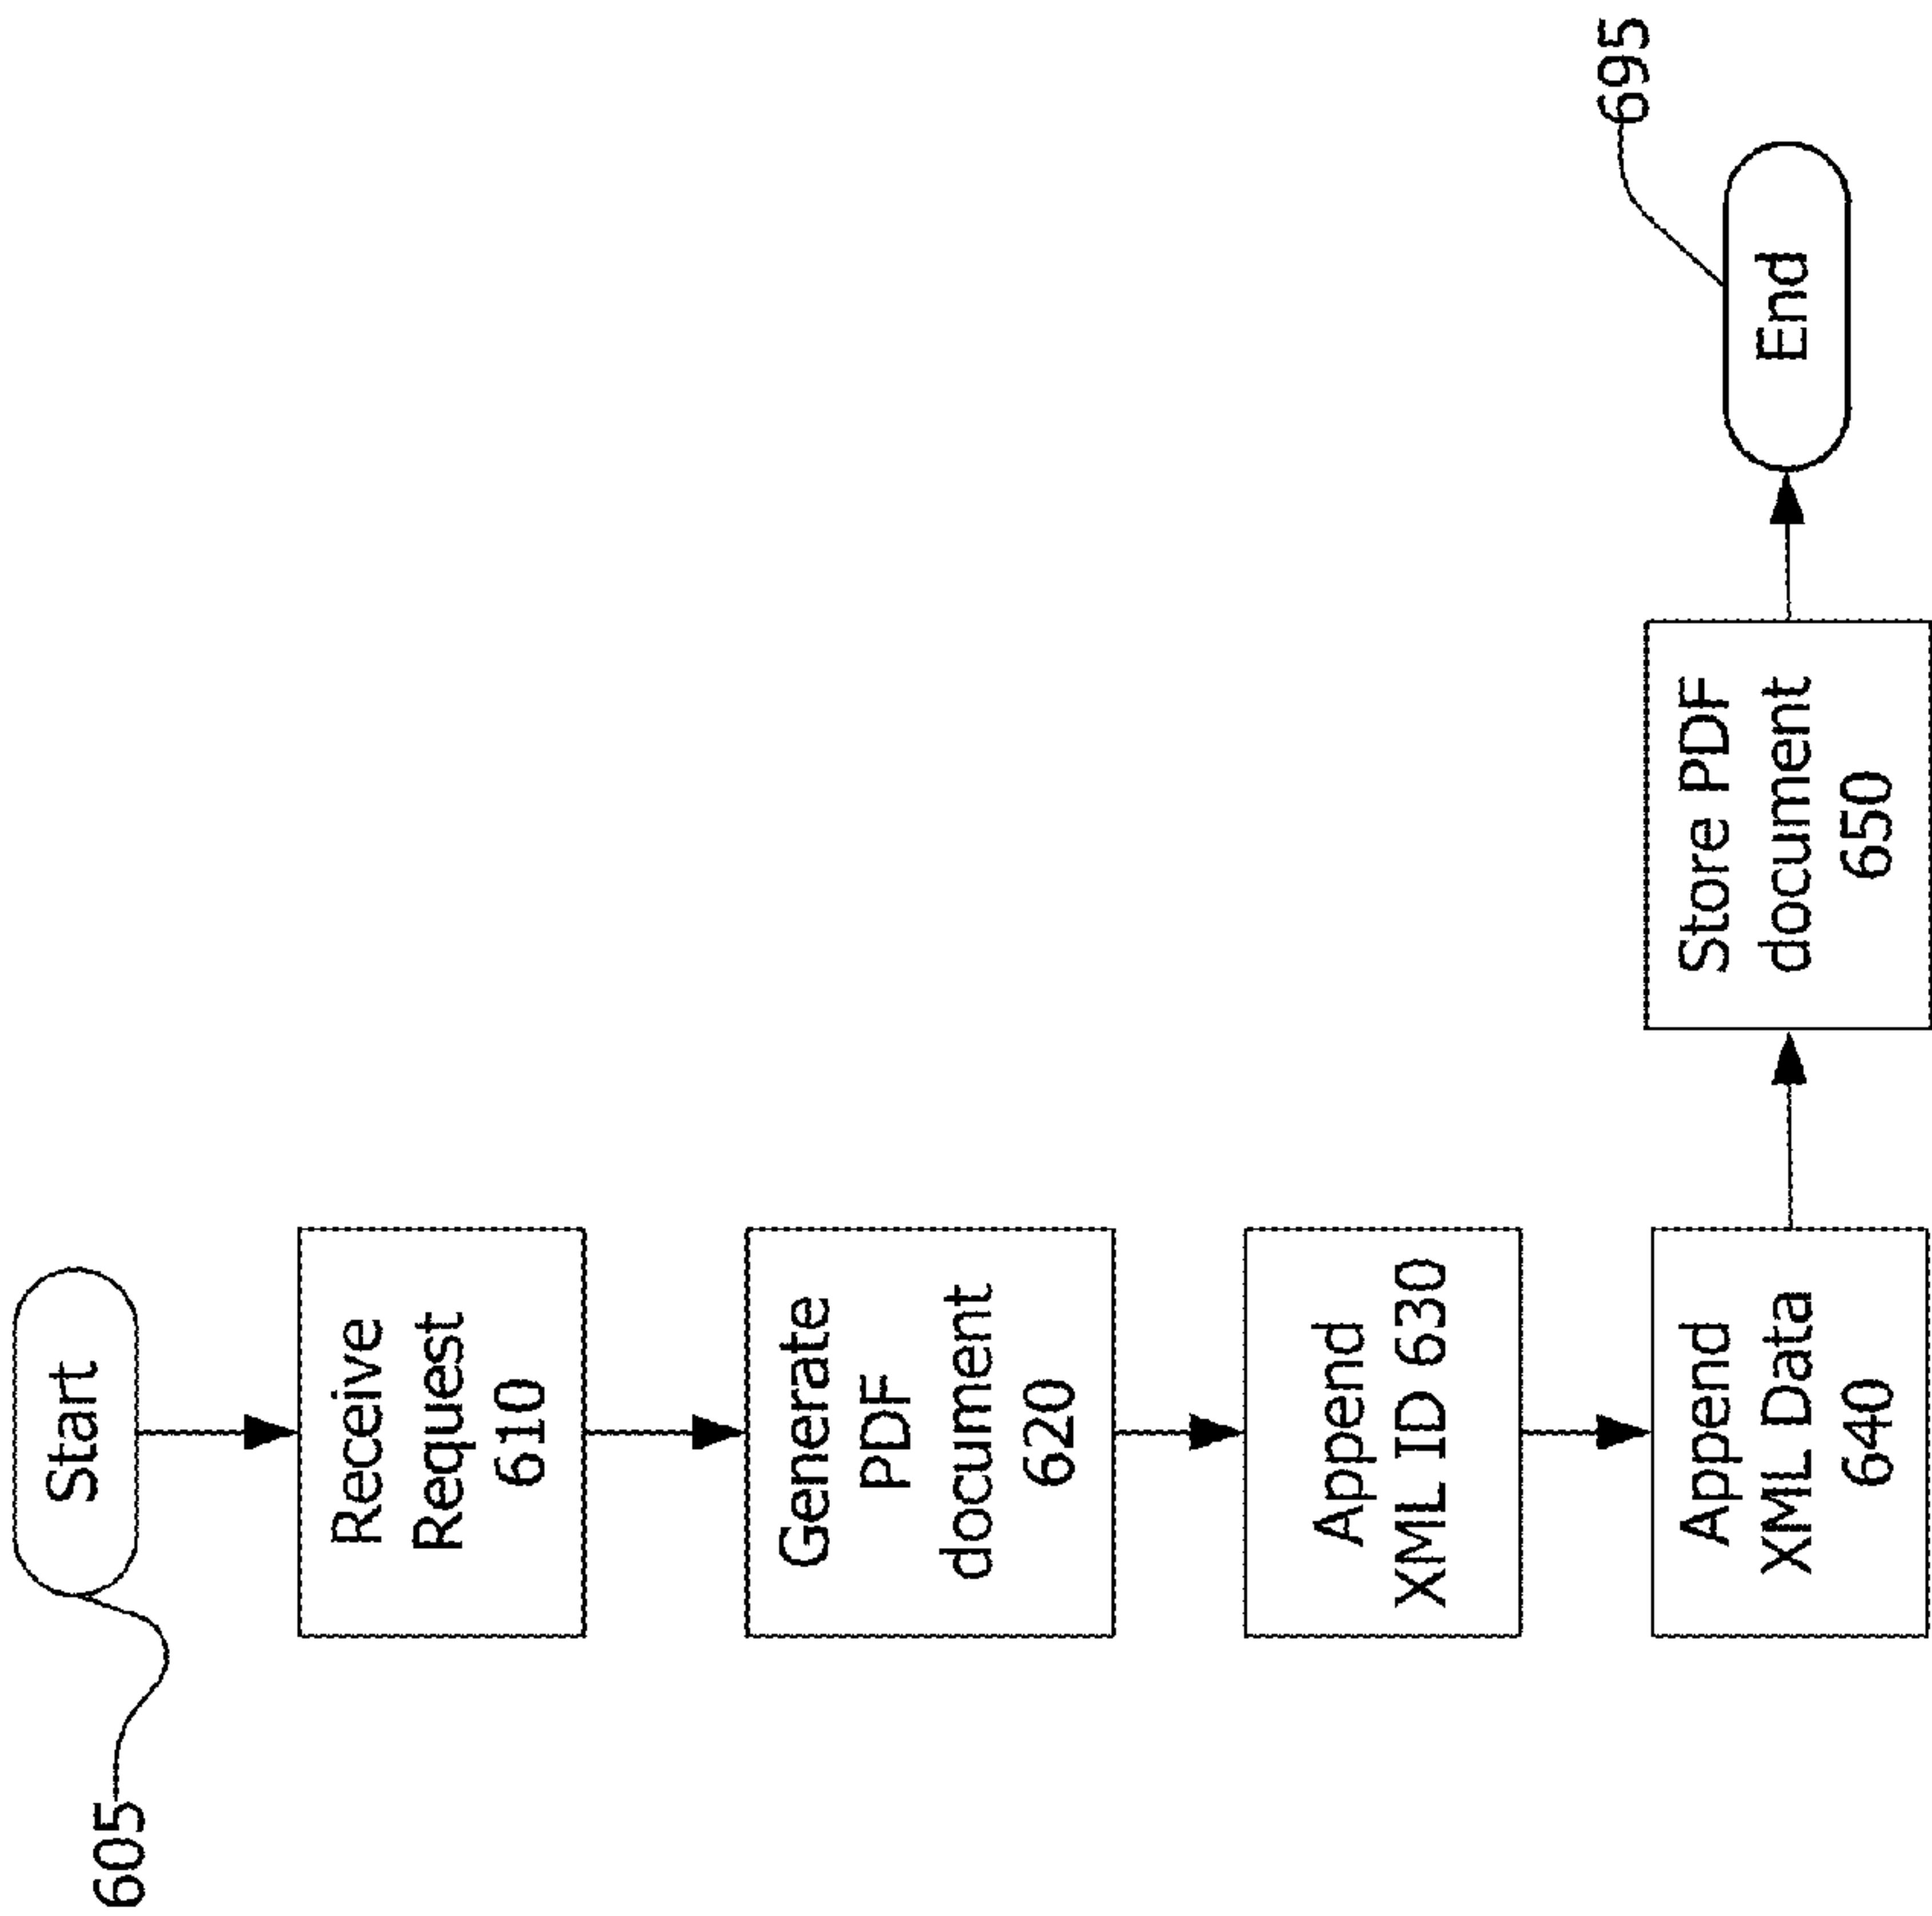 605
Start
Receive
Request
610
Generate
PDF
document
620
Append
XML ID 630
Append
XML Data
640
Store PDF
document
650
End
695